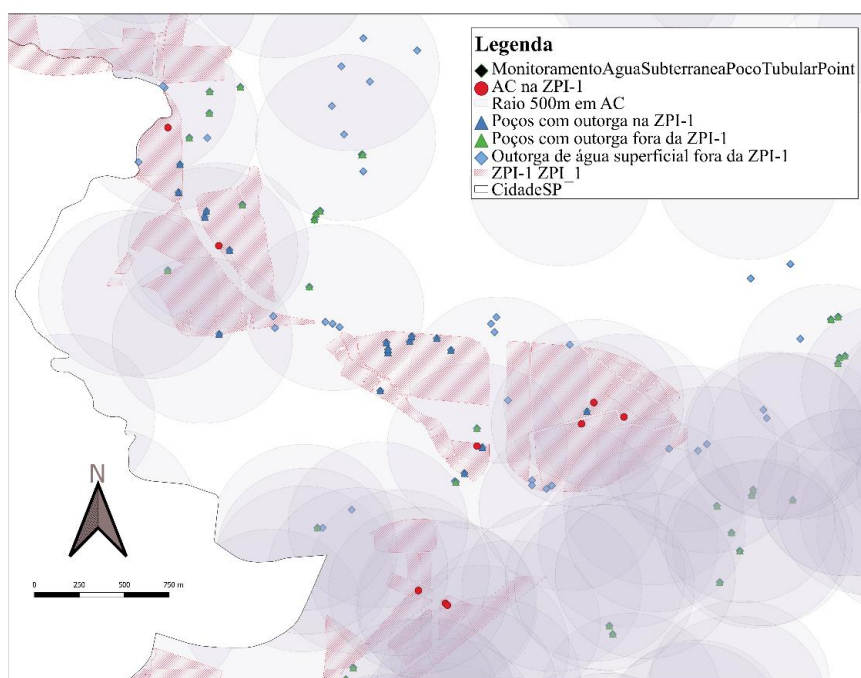 Legenda
MonitoramentoAguaSubterraneaPocoTubularPoint
AC na ZPI-1
Raio 500m em AC
Poços com outorga na ZPI-1
Poços com outorga fora da ZPI-1
Outorga de água superficial fora da ZPI-1
ZPI-1 ZPI_1
CidadeSP
N
0 250 500 750 m